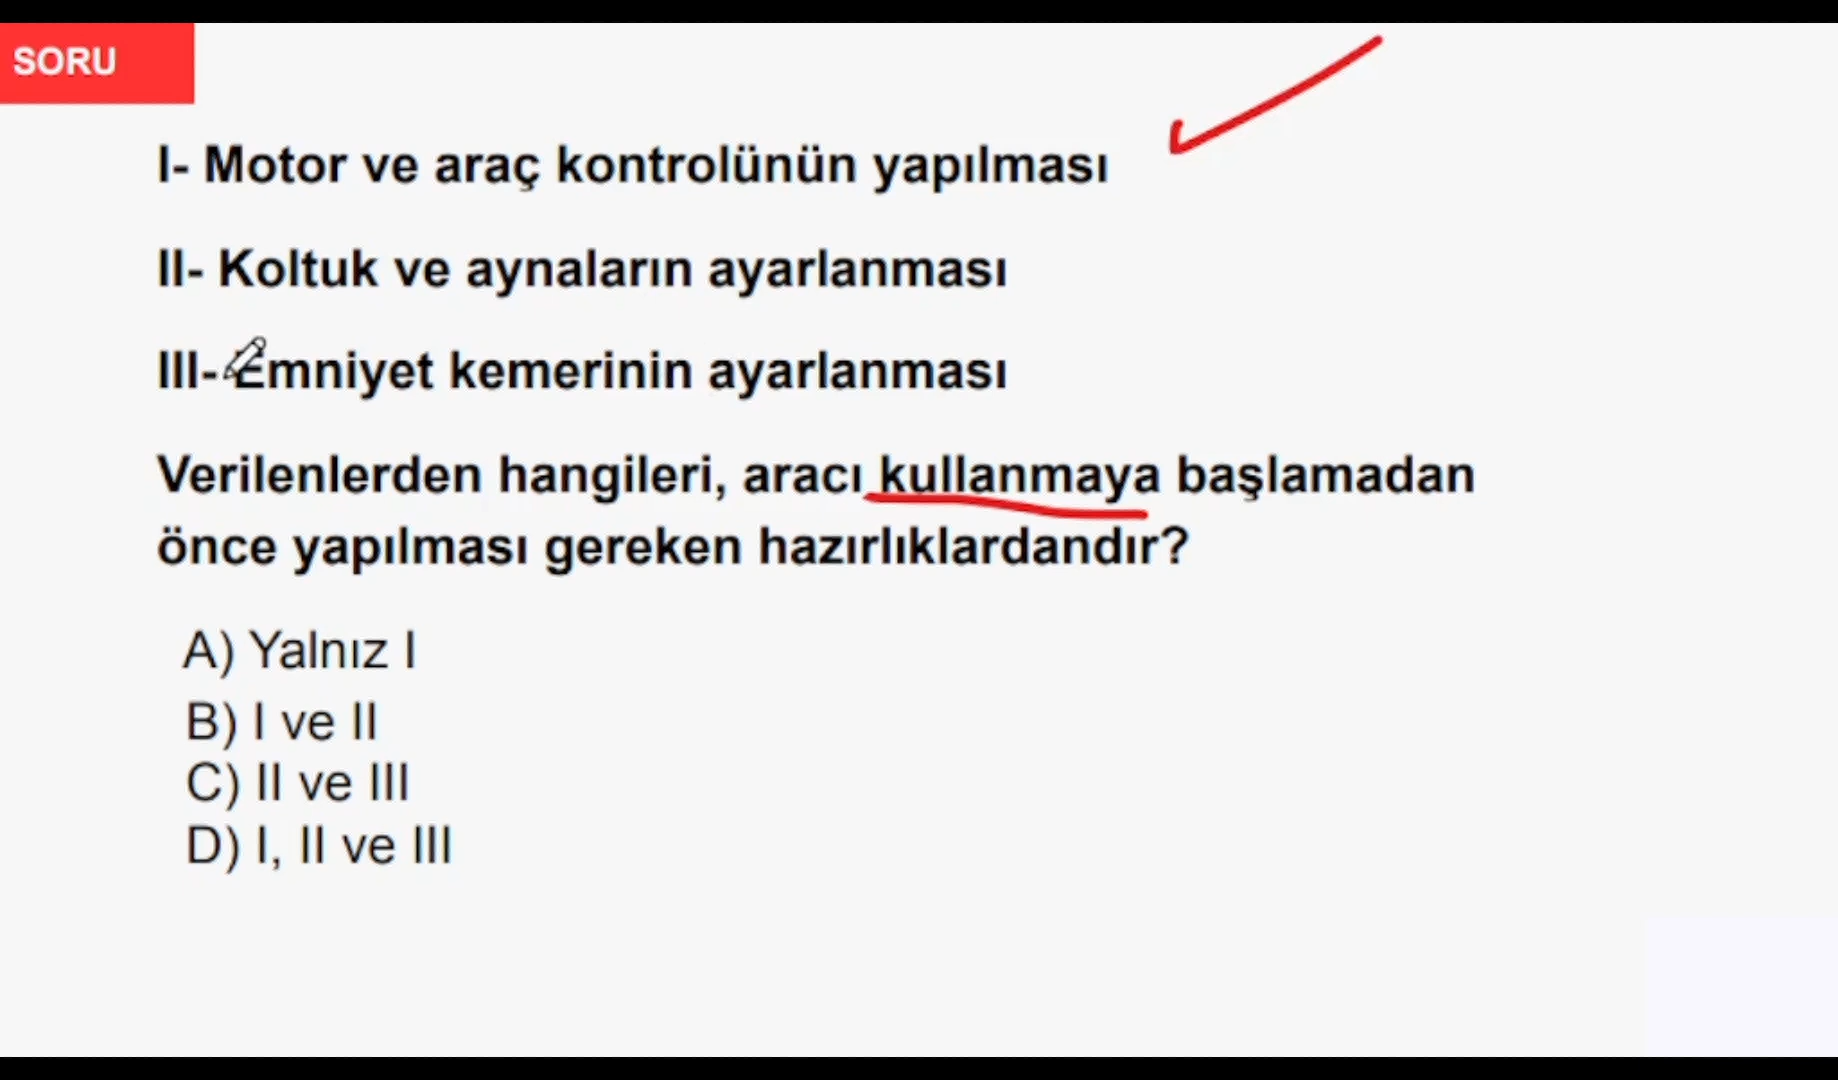 SORU
I- Motor ve araç kontrolünün yapılması
II- Koltuk ve aynaların ayarlanması
III- Emniyet kemerinin ayarlanması
Verilenlerden hangileri, aracı kullanmaya başlamadan
önce yapılması gereken hazırlıklardandır?
A) Yalnız I
B) I ve II
C) II ve III
D) I, II ve III